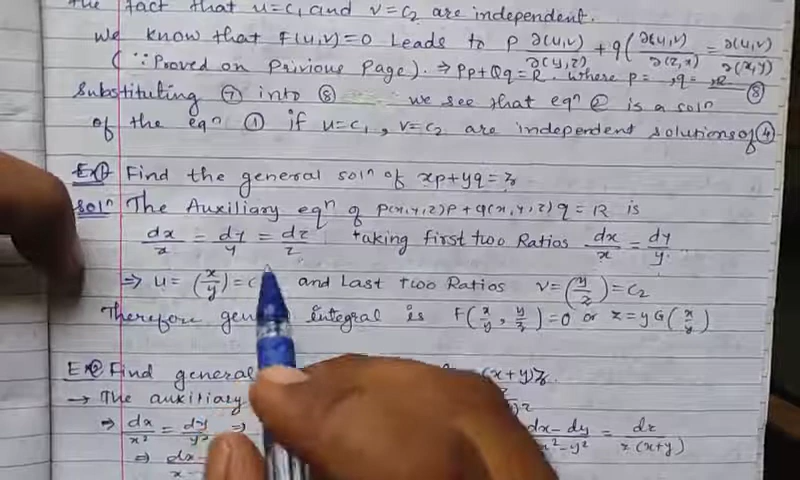 the fact that u=c₁ and v=c₂ are independent.
We know that F(u,v)=0 Leads to p ∂(u,v)/∂(y,z) + q(∂(u,v)/∂(z,x) = ∂(u,v)/∂(x,y)
(∵ Proved on Privious Page). ⇒ Pp+Qq=R. where P= ,q= ,R ⑧
Substituting ⑦ into ⑧ we see that eqⁿ ② is a solⁿ
of the eqⁿ ① if u=c₁, v=c₂ are independent solutions of ④
Ex① Find the general solⁿ of xp+yq=z
Solⁿ The Auxiliary eqⁿ of P(x,y,z)p+q(x,y,z)q=R is
dx/x = dy/y = dz/z taking first two Ratios dx/x = dy/y
⇒ u=(x/y)=c and Last two Ratios v=(y/z)=c₂
Therefore gene integral is F(x/y, y/z)=0 or z=yG(x/y)
Ex② Find general (x+y)z.
→ The auxiliary
⇒ dx/x² = dy/y² ⇒ dx-dy/x²-y² = dz/z(x+y)
⇒